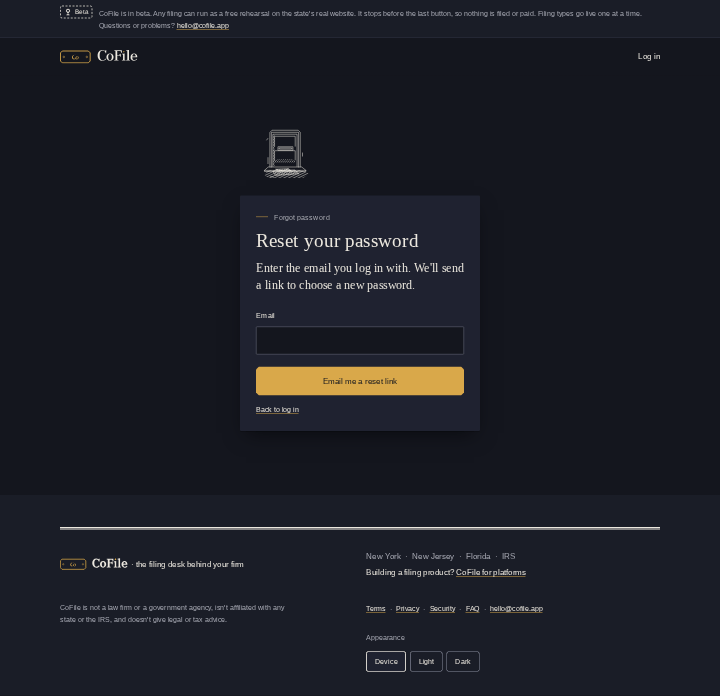 Beta
CoFile is in beta. Any filing can run as a free rehearsal on the state's real website. It stops before the last button, so nothing is filed or paid. Filing types go live one at a time.
Questions or problems? hello@cofile.app
Co CoFile
Log in
Forgot password
Reset your password
Enter the email you log in with. We'll send
a link to choose a new password.
Email
Email me a reset link
Back to log in
Co CoFile · the filing desk behind your firm
New York · New Jersey · Florida · IRS
Building a filing product? CoFile for platforms
CoFile is not a law firm or a government agency, isn't affiliated with any
state or the IRS, and doesn't give legal or tax advice.
Terms · Privacy · Security · FAQ · hello@cofile.app
Appearance
Device Light Dark